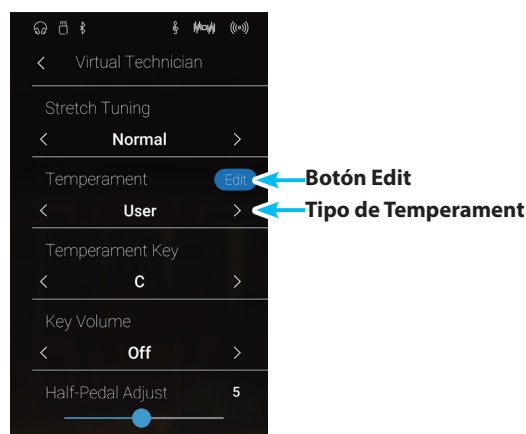 Virtual Technician
Stretch Tuning
Normal
Temperament Edit
User
Temperament Key
C
Key Volume
Off
Half-Pedal Adjust 5
Botón Edit
Tipo de Temperament